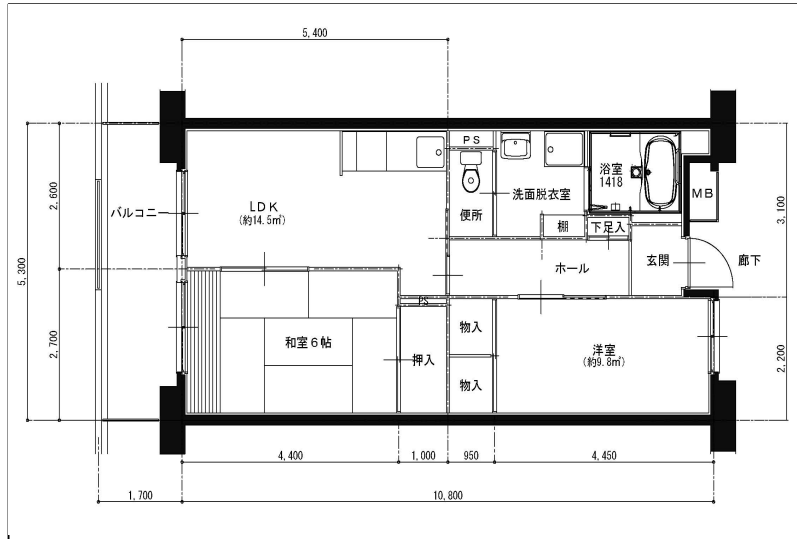 5,400
PS
浴室
1418
MB
洗面脱衣室
便所
棚
下足入
LDK
(約14.5㎡)
バルコニー
2,600
5,300
2,700
3,100
2,200
ホール
玄関
廊下
PS
和室6帖
押入
物入
物入
洋室
(約9.8㎡)
4,400
1,000
950
4,450
1,700
10,800